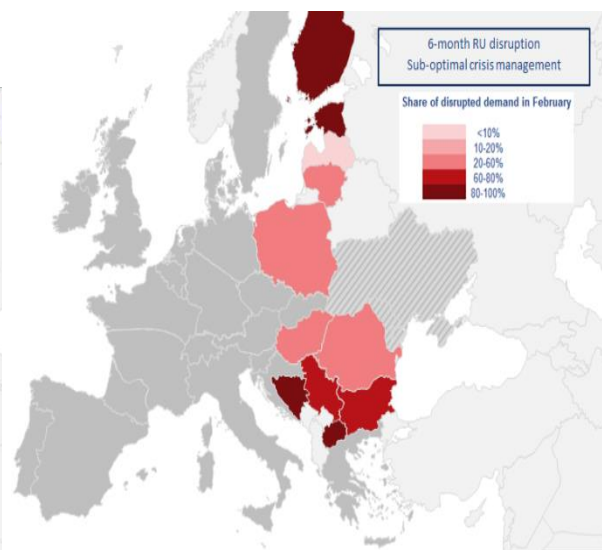 6-month RU disruption
Sub-optimal crisis management
Share of disrupted demand in February
<10%
10-20%
20-60%
60-80%
80-100%